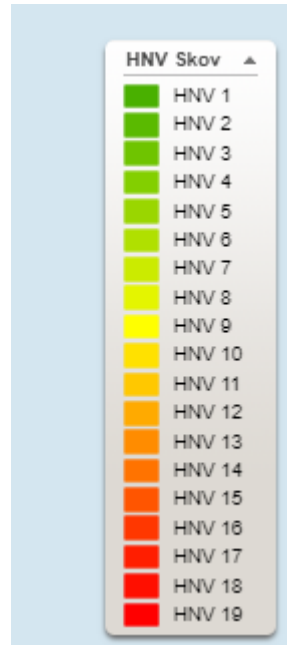 HNV Skov
HNV 1
HNV 2
HNV 3
HNV 4
HNV 5
HNV 6
HNV 7
HNV 8
HNV 9
HNV 10
HNV 11
HNV 12
HNV 13
HNV 14
HNV 15
HNV 16
HNV 17
HNV 18
HNV 19